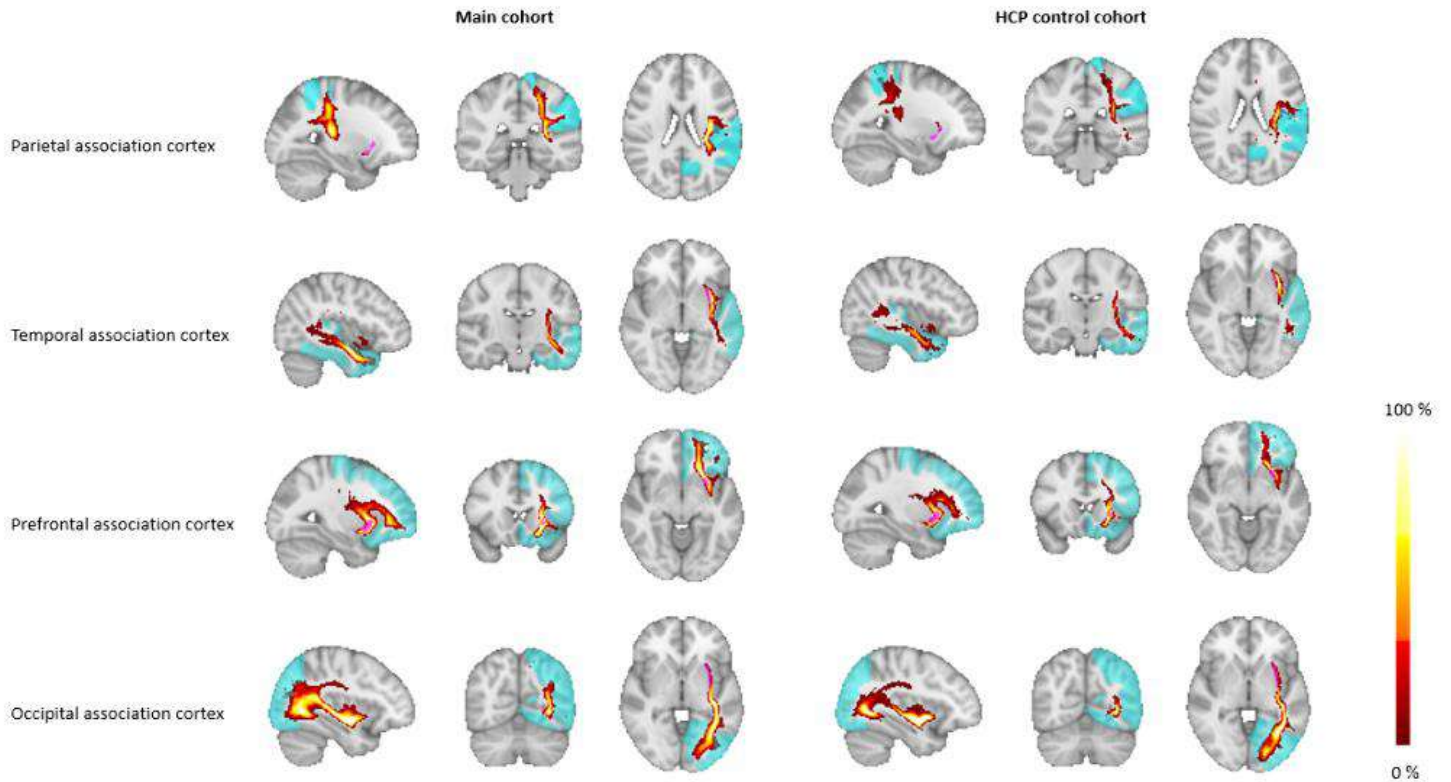 Main cohort
HCP control cohort
Parietal association cortex
Temporal association cortex
Prefrontal association cortex
Occipital association cortex
100 %
0 %